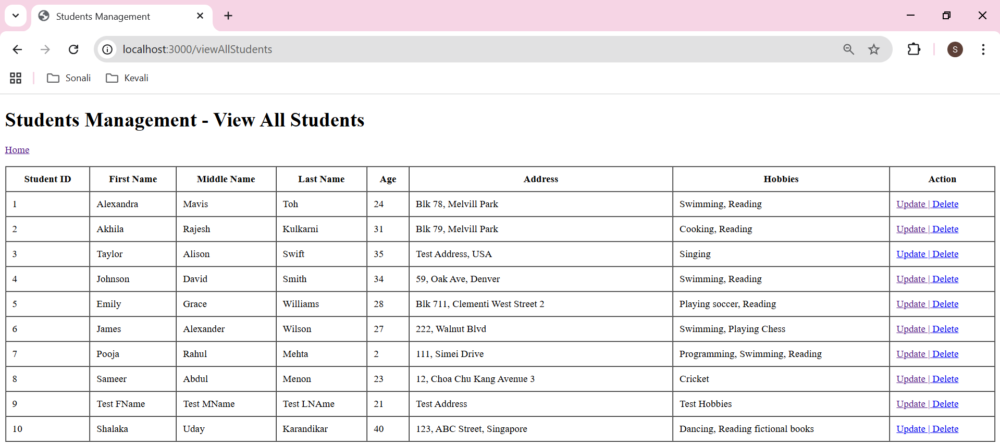 Students Management
localhost:3000/viewAllStudents
S
Sonali Kevali
Students Management - View All Students
Home
Student ID First Name Middle Name Last Name Age Address Hobbies Action
1 Alexandra Mavis Toh 24 Blk 78, Melvill Park Swimming, Reading Update | Delete
2 Akhila Rajesh Kulkarni 31 Blk 79, Melvill Park Cooking, Reading Update | Delete
3 Taylor Alison Swift 35 Test Address, USA Singing Update | Delete
4 Johnson David Smith 34 59, Oak Ave, Denver Swimming, Reading Update | Delete
5 Emily Grace Williams 28 Blk 711, Clementi West Street 2 Playing soccer, Reading Update | Delete
6 James Alexander Wilson 27 222, Walnut Blvd Swimming, Playing Chess Update | Delete
7 Pooja Rahul Mehta 2 111, Simei Drive Programming, Swimming, Reading Update | Delete
8 Sameer Abdul Menon 23 12, Choa Chu Kang Avenue 3 Cricket Update | Delete
9 Test FName Test MName Test LNAme 21 Test Address Test Hobbies Update | Delete
10 Shalaka Uday Karandikar 40 123, ABC Street, Singapore Dancing, Reading fictional books Update | Delete